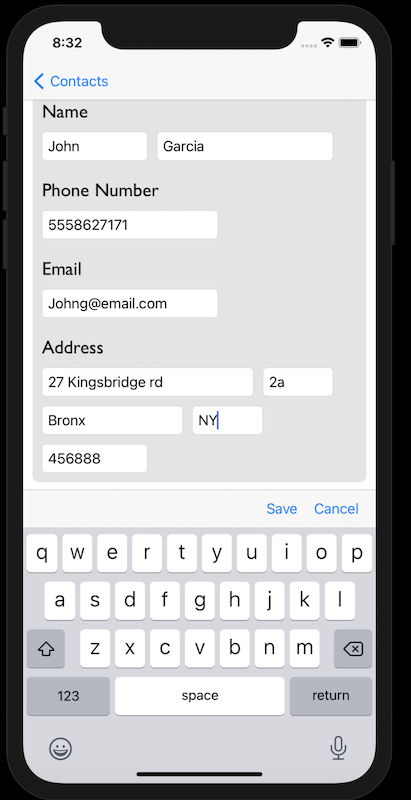 8:32
Contacts
Name
John Garcia
Phone Number
5558627171
Email
Johng@email.com
Address
27 Kingsbridge rd 2a
Bronx NY
456888
Save Cancel
q w e r t y u i o p
a s d f g h j k l
z x c v b n m
123 space return